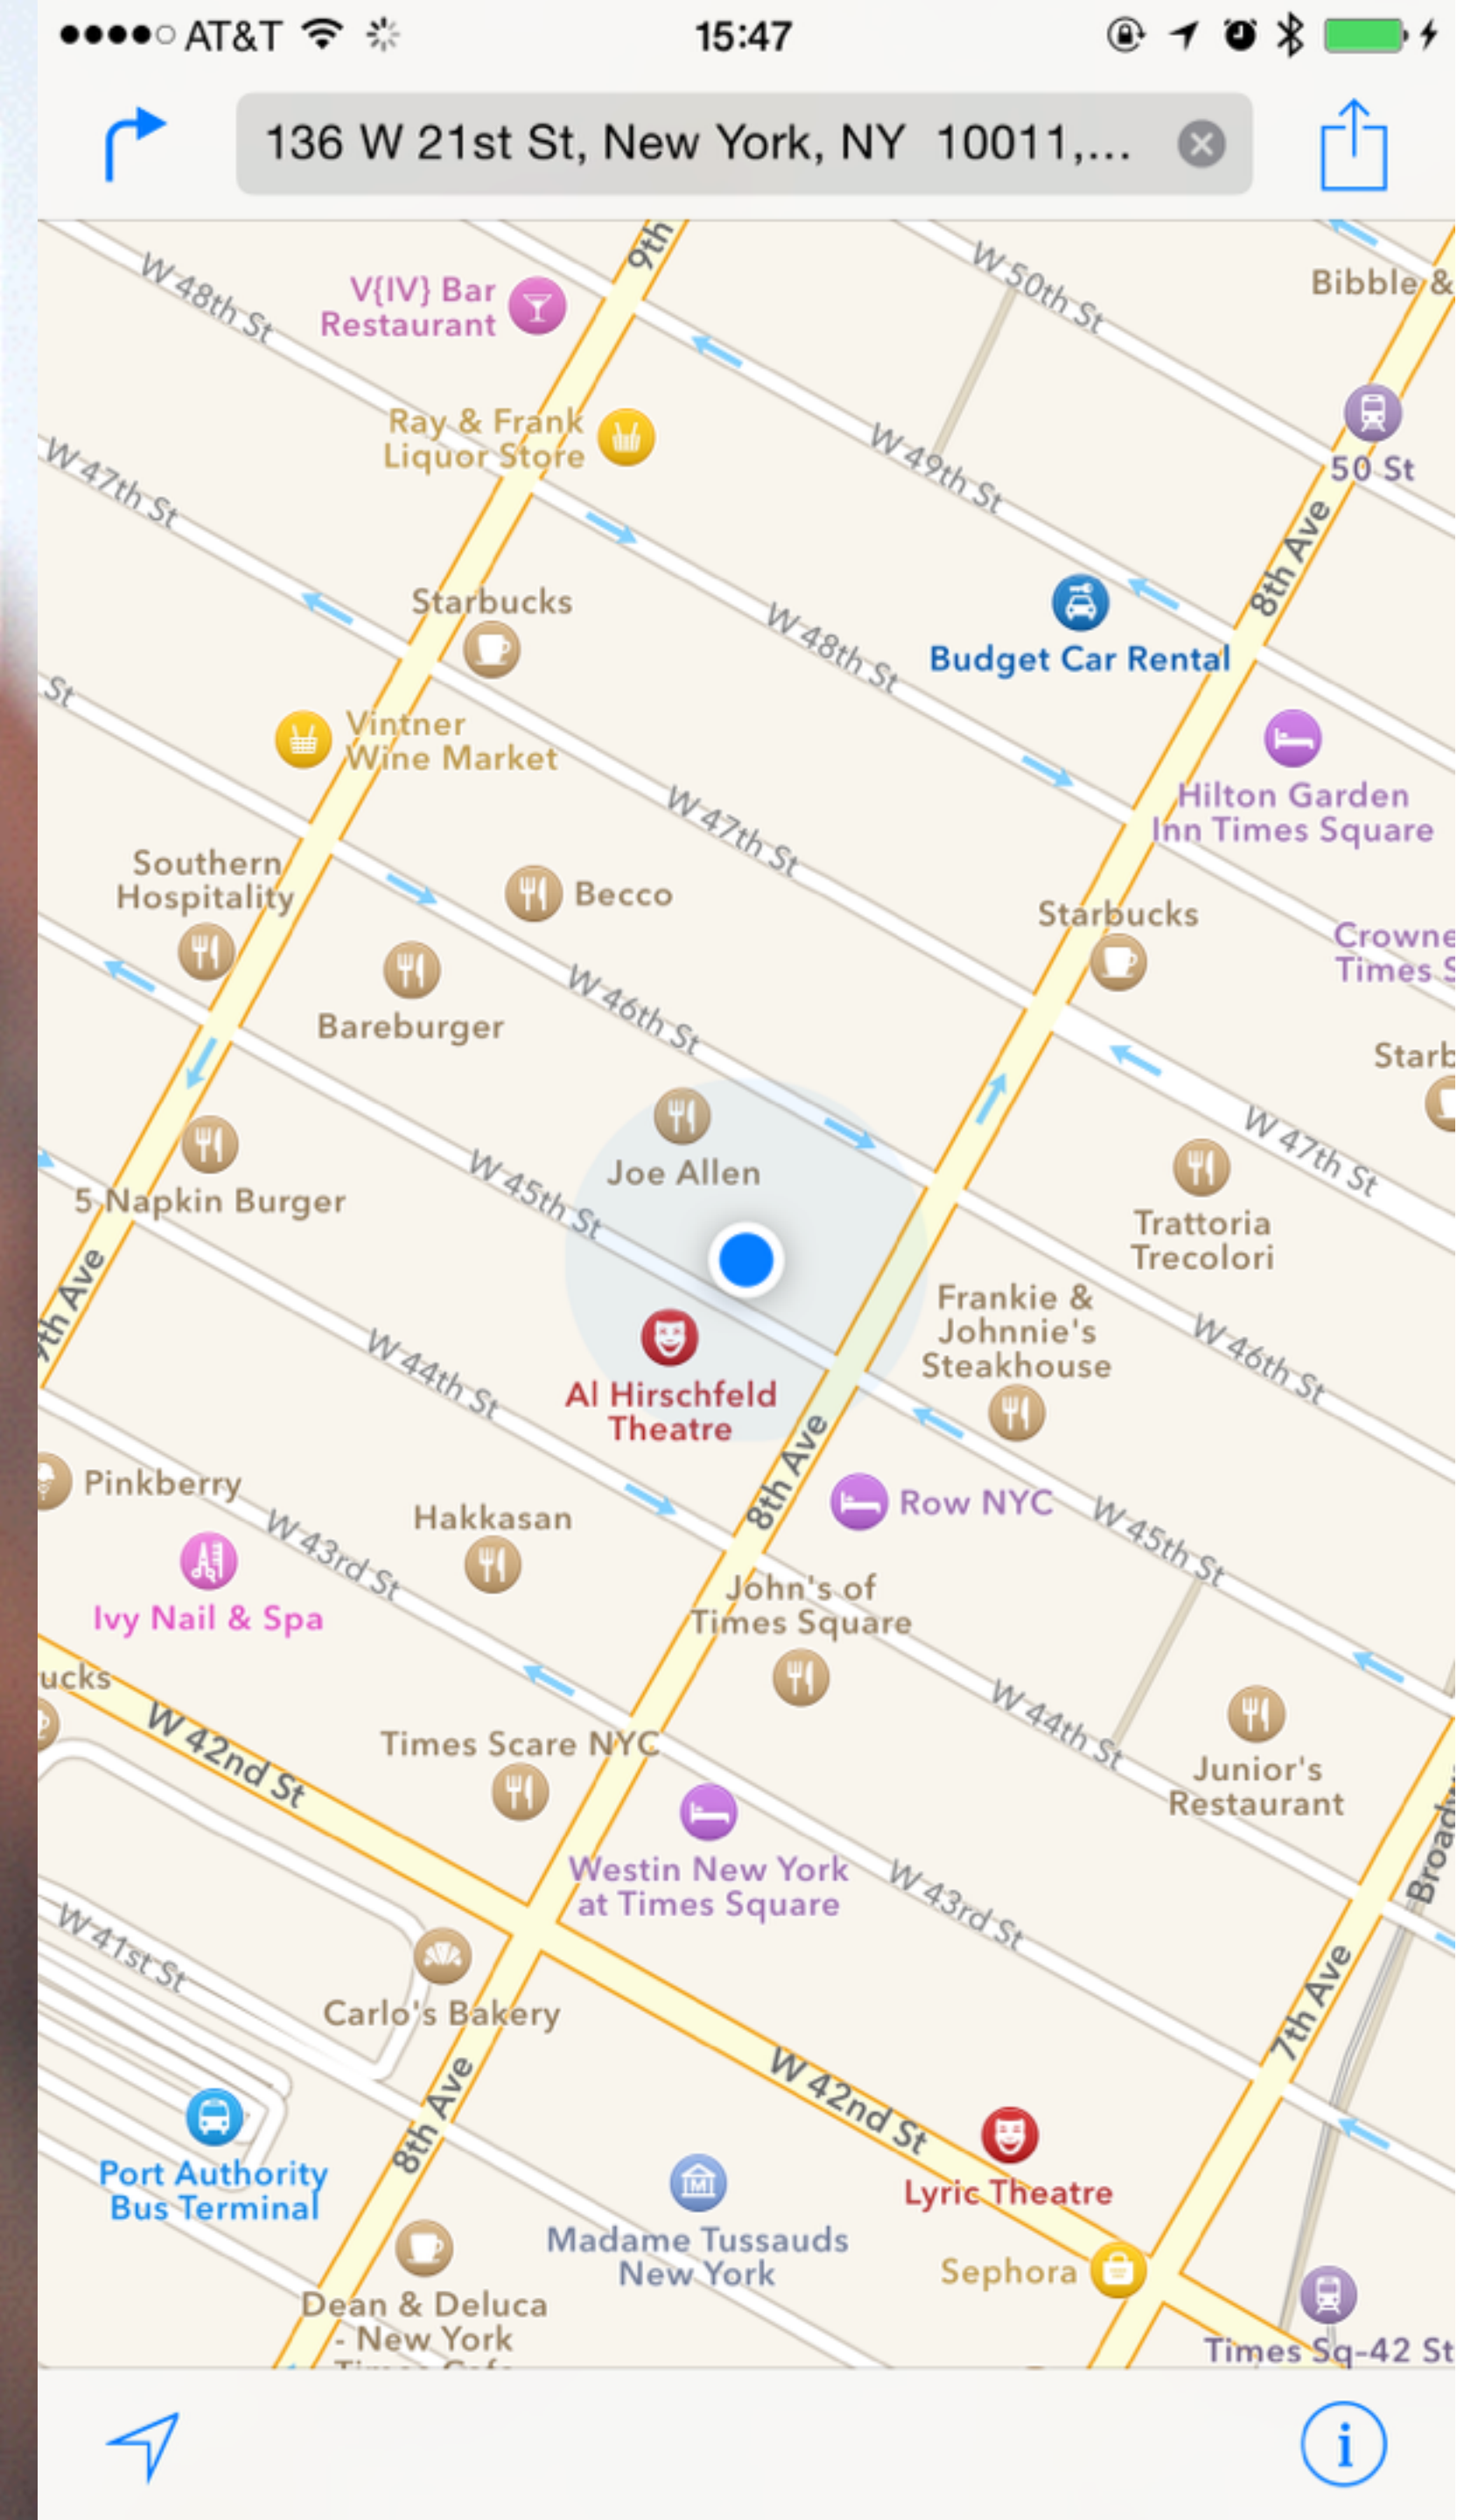 AT&T
15:47
136 W 21st St, New York, NY 10011,...
9th
W 48th St
V{IV} Bar
Restaurant
W 50th St
Bibble &
Ray & Frank
Liquor Store
W 47th St
W 49th St
50 St
8th Ave
Starbucks
W 48th St
Budget Car Rental
St
Vintner
Wine Market
W 47th St
Hilton Garden
Inn Times Square
Southern
Hospitality
Becco
Starbucks
Crowne
Times S
W 46th St
Bareburger
Starb
Joe Allen
W 45th St
W 47th St
5 Napkin Burger
Trattoria
Trecolori
9th Ave
Frankie &
Johnnie's
Steakhouse
W 44th St
W 46th St
Al Hirschfeld
Theatre
8th Ave
Pinkberry
Row NYC
Hakkasan
W 45th St
W 43rd St
John's of
Times Square
Ivy Nail & Spa
ucks
W 42nd St
W 44th St
Times Scare NYC
Junior's
Restaurant
Westin New York
at Times Square
W 43rd St
Broadw
W 41st St
Carlo's Bakery
7th Ave
8th Ave
W 42nd St
Port Authority
Bus Terminal
Lyric Theatre
M
Madame Tussauds
New York
Sephora
Dean & Deluca
- New York
Times Cafe
Times Sq-42 St
i